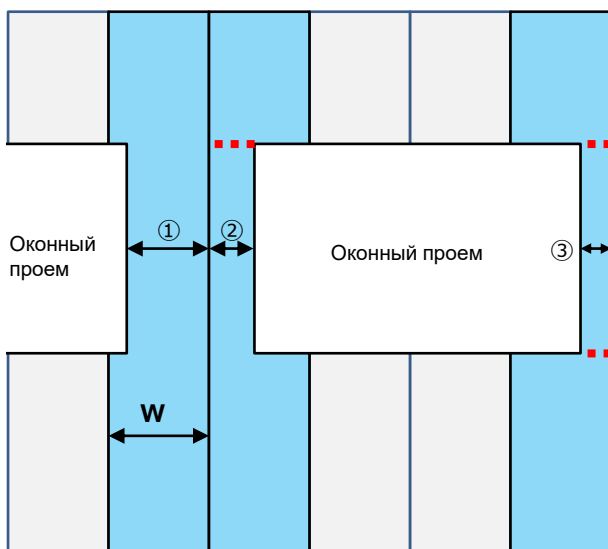 ① ②
Оконный
проем
Оконный проем
③
W